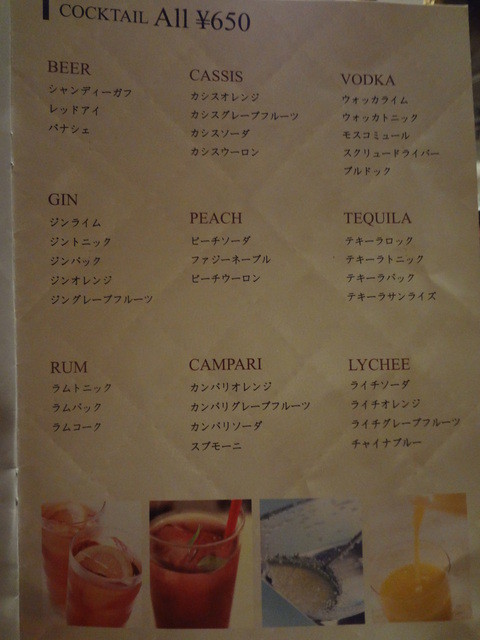 COCKTAIL All ¥650
BEER
シャンディーガフ
レッドアイ
パナシェ
CASSIS
カシスオレンジ
カシスグレープフルーツ
カシスソーダ
カシスウーロン
VODKA
ウォッカライム
ウォッカトニック
モスコミュール
スクリュードライバー
ブルドック
GIN
ジンライム
ジントニック
ジンバック
ジンオレンジ
ジングレープフルーツ
PEACH
ピーチソーダ
ファジーネーブル
ピーチウーロン
TEQUILA
テキーラロック
テキーラトニック
テキーラバック
テキーラサンライズ
RUM
ラムトニック
ラムバック
ラムコーク
CAMPARI
カンパリオレンジ
カンパリグレープフルーツ
カンパリソーダ
スプモーニ
LYCHEE
ライチソーダ
ライチオレンジ
ライチグレープフルーツ
チャイナブルー